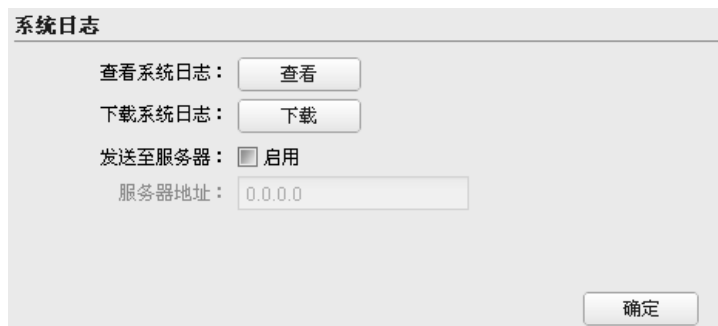 系统日志
查看系统日志： 查看
下载系统日志： 下载
发送至服务器： 启用
服务器地址： 0.0.0.0
确定